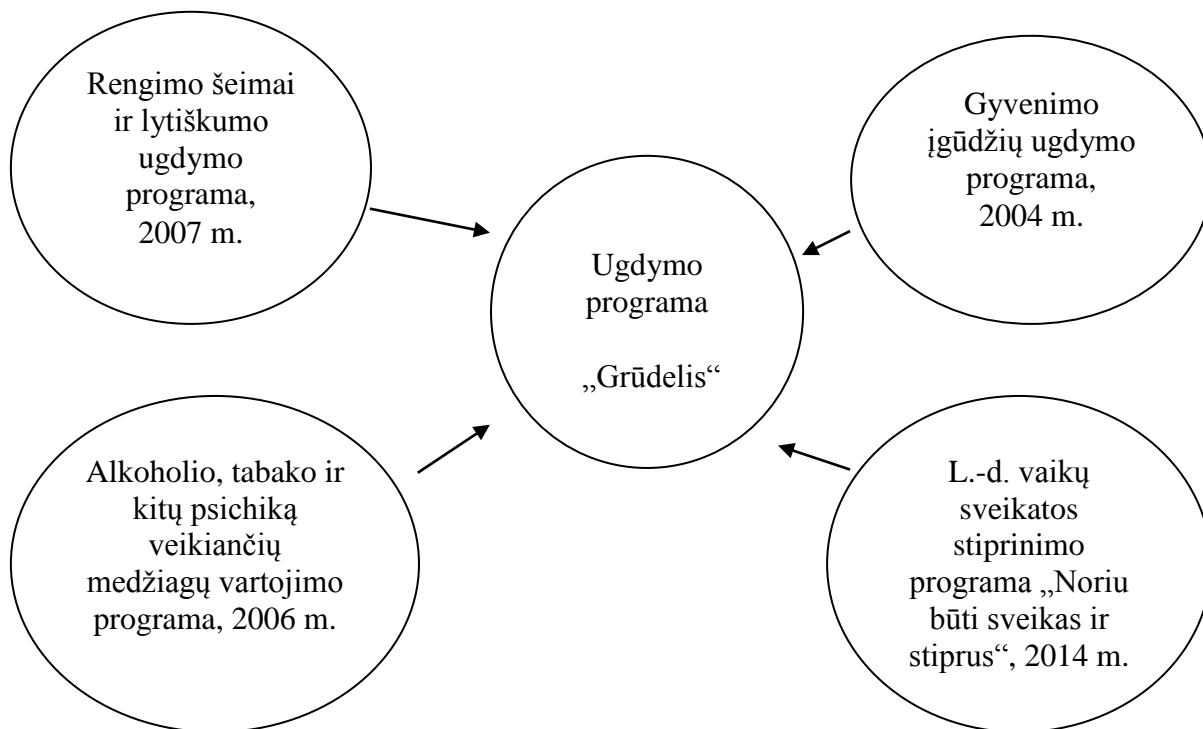 Rengimo šeimai
ir lytiškumo
ugdymo
programa,
2007 m.
Gyvenimo
įgūdžių ugdymo
programa,
2004 m.
Ugdymo
programa
„Grūdelis“
Alkoholio, tabako ir
kitų psichiką
veikiančių
medžiagų vartojimo
programa, 2006 m.
L.-d. vaikų
sveikatos
stiprinimo
programa „Noriu
būti sveikas ir
stiprus“, 2014 m.